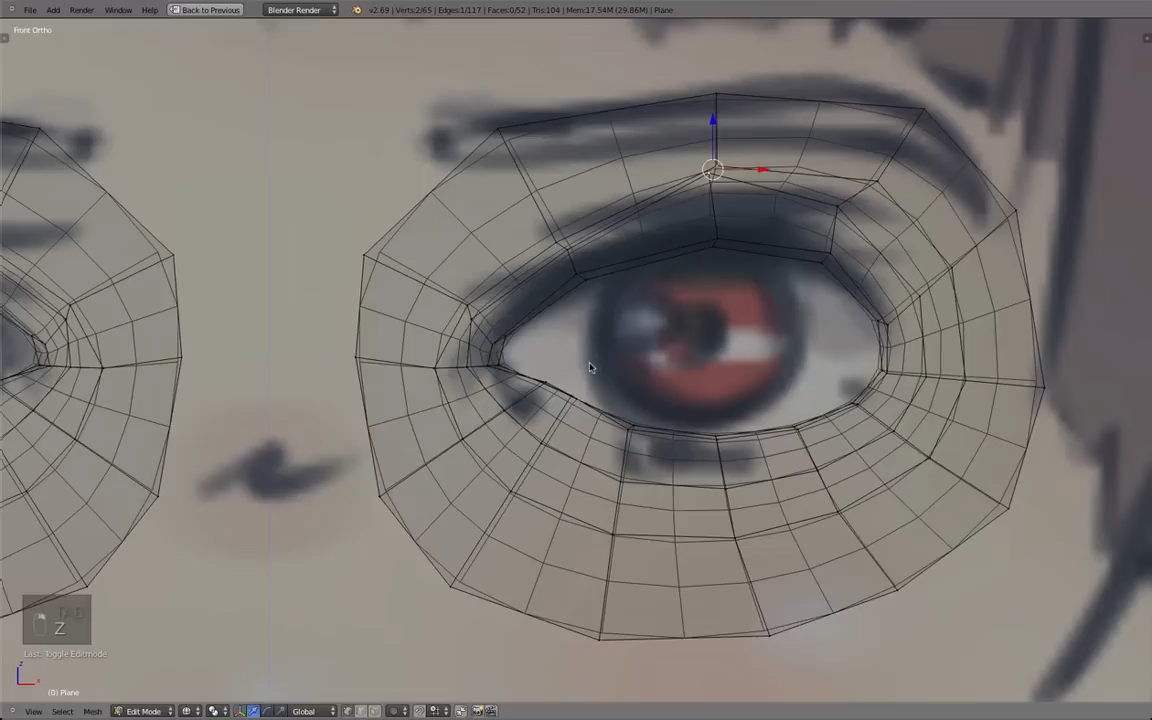 File Add Render Window Help Back to Previous Blender Render v2.69 | Verts:2/65 | Edges:1/117 | Faces:0/52 | Tris:104 | Mem:17.54M (29.86M) | Plane
Front Ortho
Z
Last: Toggle Editmode
z
x
(0) Plane
View Select Mesh Edit Mode Global